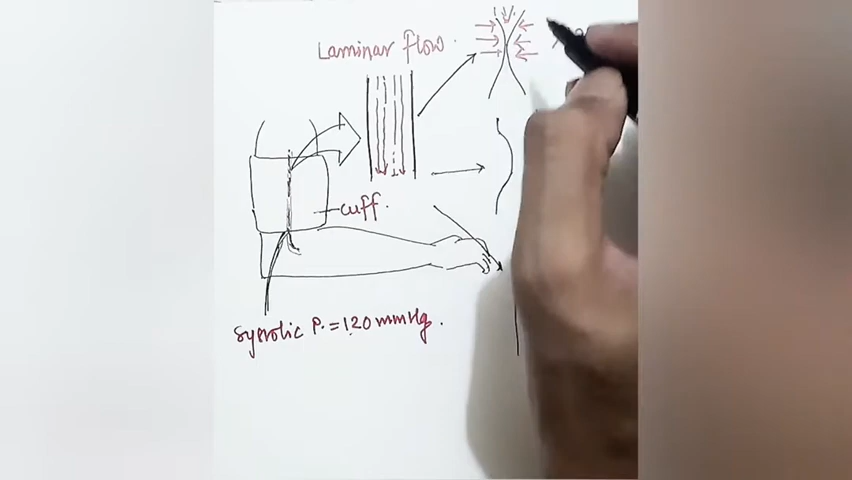 Laminar flow.
cuff.
Systolic P. = 120 mmHg.